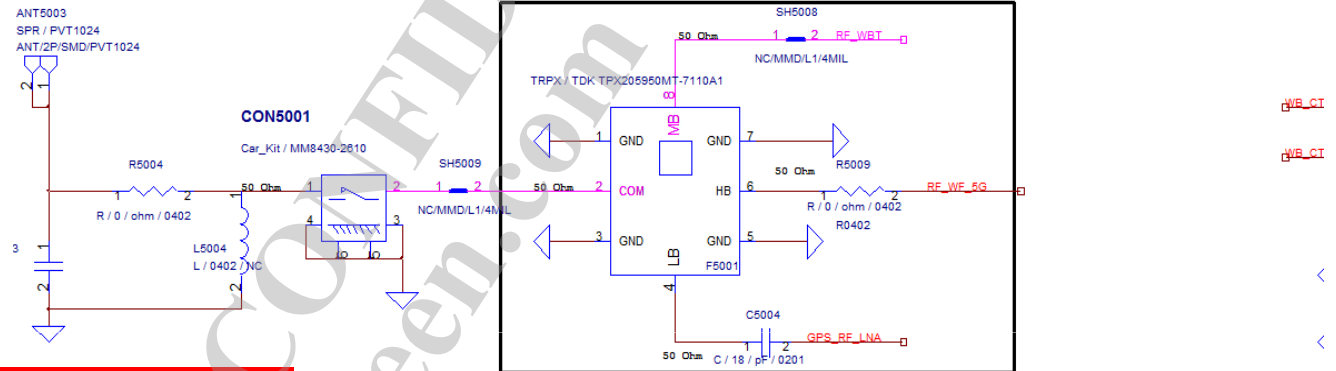 ANT5003
SPR / PVT1024
ANT/2P/SMD/PVT1024
2 1
CON5001
Car_Kit / MM8430-2610
R5004
1 2
R / 0 / ohm / 0402
50 Ohm
1
L5004
L / 0402 / NC
2
3
1
2
1 2
4 3
SH5009
1 2
NC/MMD/L1/4MIL
SH5008
50 Ohm
1 2
RF_WBT
NC/MMD/L1/4MIL
TRPX / TDK TPX205950MT-7110A1
8
MB
1 GND
GND 7
50 Ohm
2 COM
HB 6
50 Ohm
R5009
1 2
RF_WF_5G
R / 0 / ohm / 0402
R0402
3 GND
GND 5
LB
F5001
4
C5004
1 2
GPS_RF_LNA
50 Ohm
C / 18 / pF / 0201
WB_CT
WB_CT
CONFID
een.com